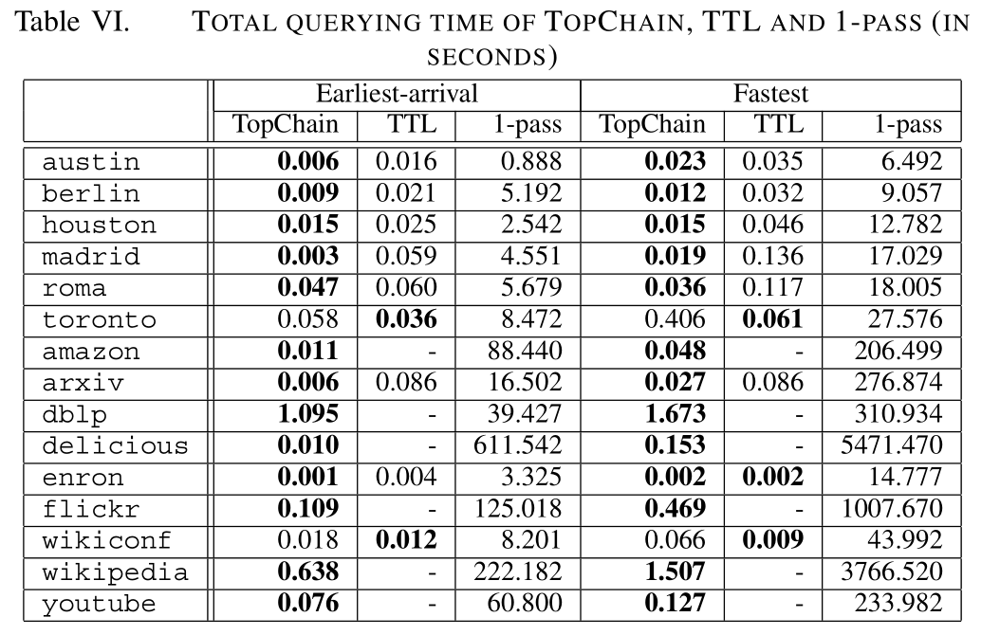 Table VI. TOTAL QUERYING TIME OF TOPCHAIN, TTL AND 1-PASS (IN
SECONDS)
Earliest-arrival Fastest
TopChain TTL 1-pass TopChain TTL 1-pass
austin 0.006 0.016 0.888 0.023 0.035 6.492
berlin 0.009 0.021 5.192 0.012 0.032 9.057
houston 0.015 0.025 2.542 0.015 0.046 12.782
madrid 0.003 0.059 4.551 0.019 0.136 17.029
roma 0.047 0.060 5.679 0.036 0.117 18.005
toronto 0.058 0.036 8.472 0.406 0.061 27.576
amazon 0.011 - 88.440 0.048 - 206.499
arxiv 0.006 0.086 16.502 0.027 0.086 276.874
dblp 1.095 - 39.427 1.673 - 310.934
delicious 0.010 - 611.542 0.153 - 5471.470
enron 0.001 0.004 3.325 0.002 0.002 14.777
flickr 0.109 - 125.018 0.469 - 1007.670
wikiconf 0.018 0.012 8.201 0.066 0.009 43.992
wikipedia 0.638 - 222.182 1.507 - 3766.520
youtube 0.076 - 60.800 0.127 - 233.982